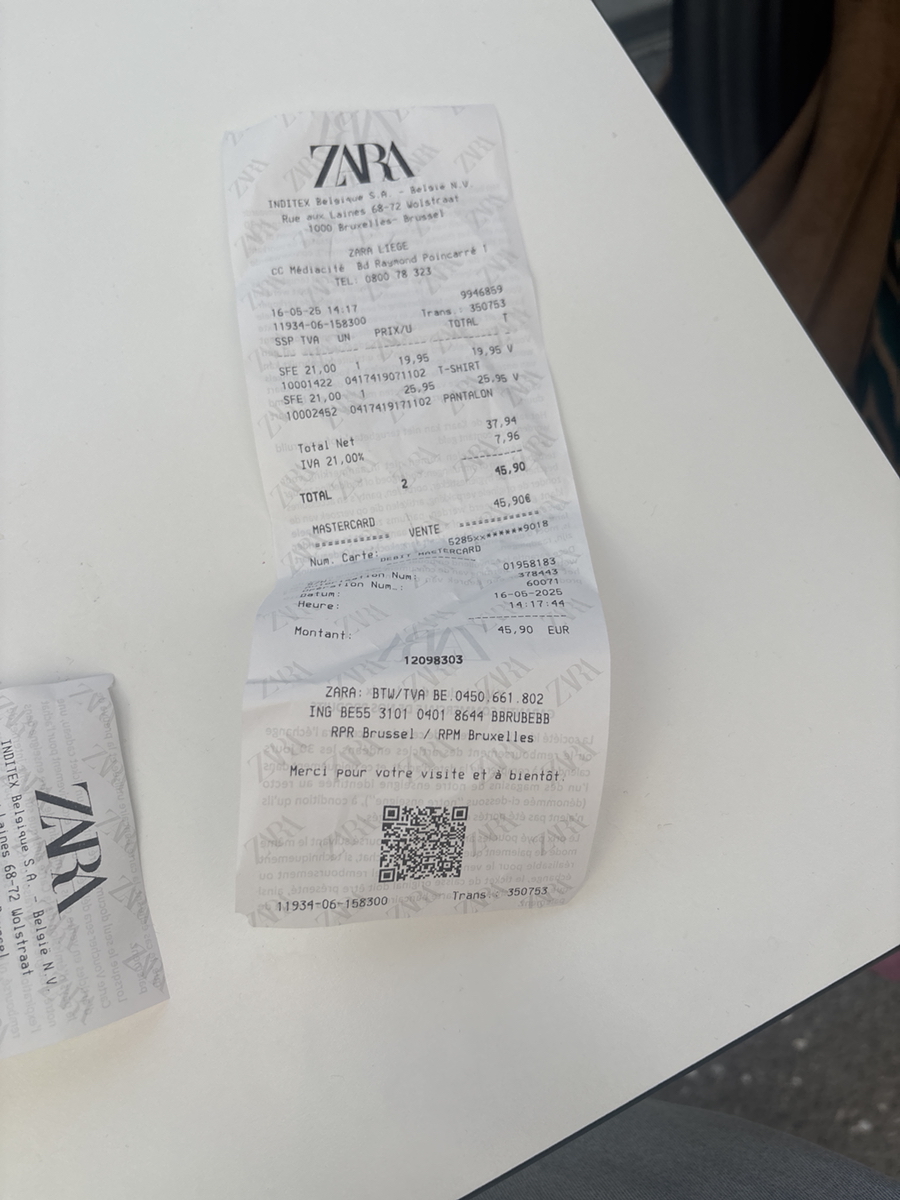 ZARA
INDITEX Belgique S.A. - België N.V.
Rue aux Laines 68-72 Wolstraat
1000 Bruxelles- Brussel
ZARA LIEGE
CC Médiacité Bd Raymond Poincarré 1
TEL: 0800 78 323
9946859
16-05-25 14:17
11934-06-158300 Trans.: 350753
SSP TVA UN PRIX/U TOTAL T
SFE 21,00 1 19,95 19,95 V
10001422 0417419071102 T-SHIRT
SFE 21,00 1 25,95 25,95 V
10002452 0417419171102 PANTALON
Total Net 37,94
IVA 21,00% 7,96
TOTAL 2 45,90
MASTERCARD 45,90€
************ VENTE ************
Num. Carte: 5285xx******9018
DEBIT MASTERCARD
01958183
Num: 378443
Num.: 60071
Datum: 16-05-2025
Heure: 14:17:44
Montant: 45,90 EUR
12098303
ZARA: BTW/TVA BE.0450.661.802
ING BE55 3101 0401 8644 BBRUBEBB
RPR Brussel / RPM Bruxelles
Merci pour votre visite et à bientôt.
11934-06-158300 Trans.: 350753
ZARA
INDITEX Belgique S.A. - België N.V.
Laines 68-72 Wolstraat